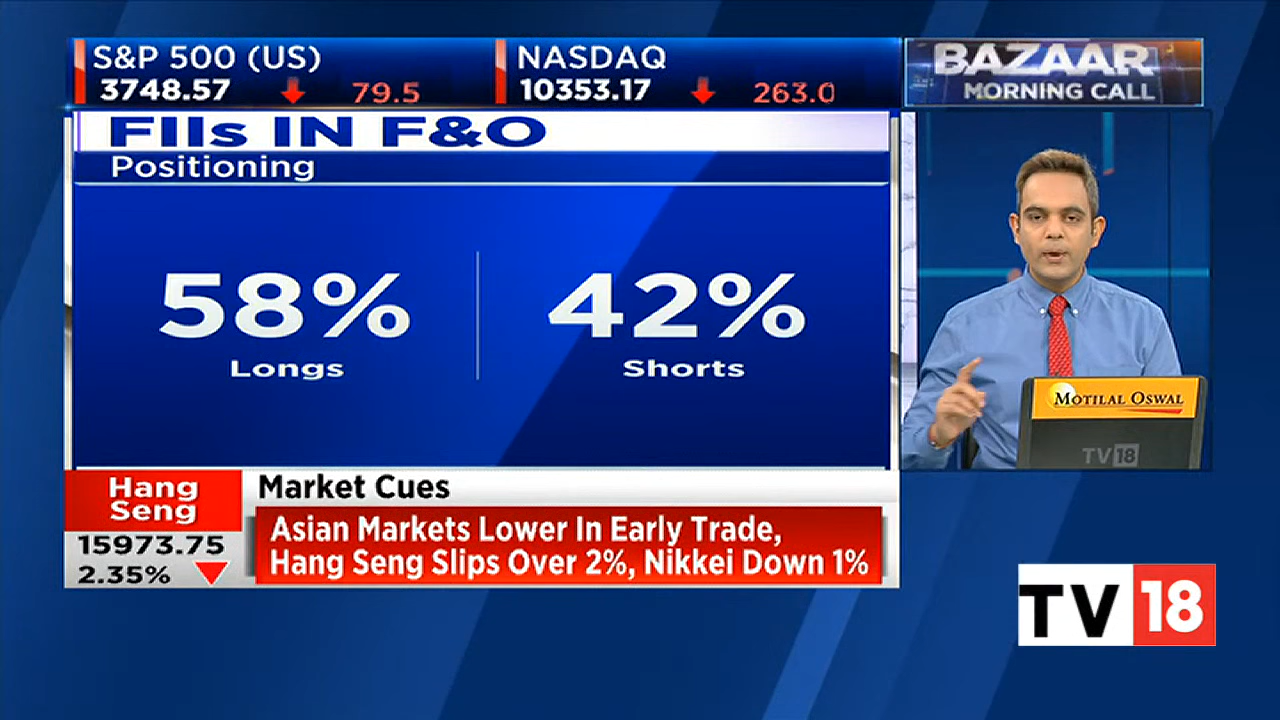 S&P 500 (US)
3748.57 79.5
NASDAQ
10353.17 263.0
BAZAAR
MORNING CALL
FIIs IN F&O
Positioning
58%
Longs
42%
Shorts
MOTILAL OSWAL
TV18
Hang
Seng
15973.75
2.35%
Market Cues
Asian Markets Lower In Early Trade,
Hang Seng Slips Over 2%, Nikkei Down 1%
TV18